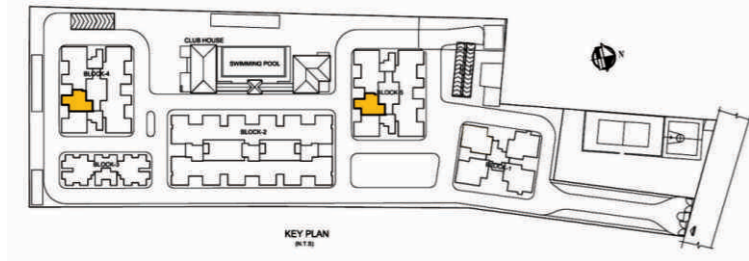 CLUB HOUSE
SWIMMING POOL
N
BLOCK-4
BLOCK-5
BLOCK-2
BLOCK-3
BLOCK-1
KEY PLAN
(N.T.S)